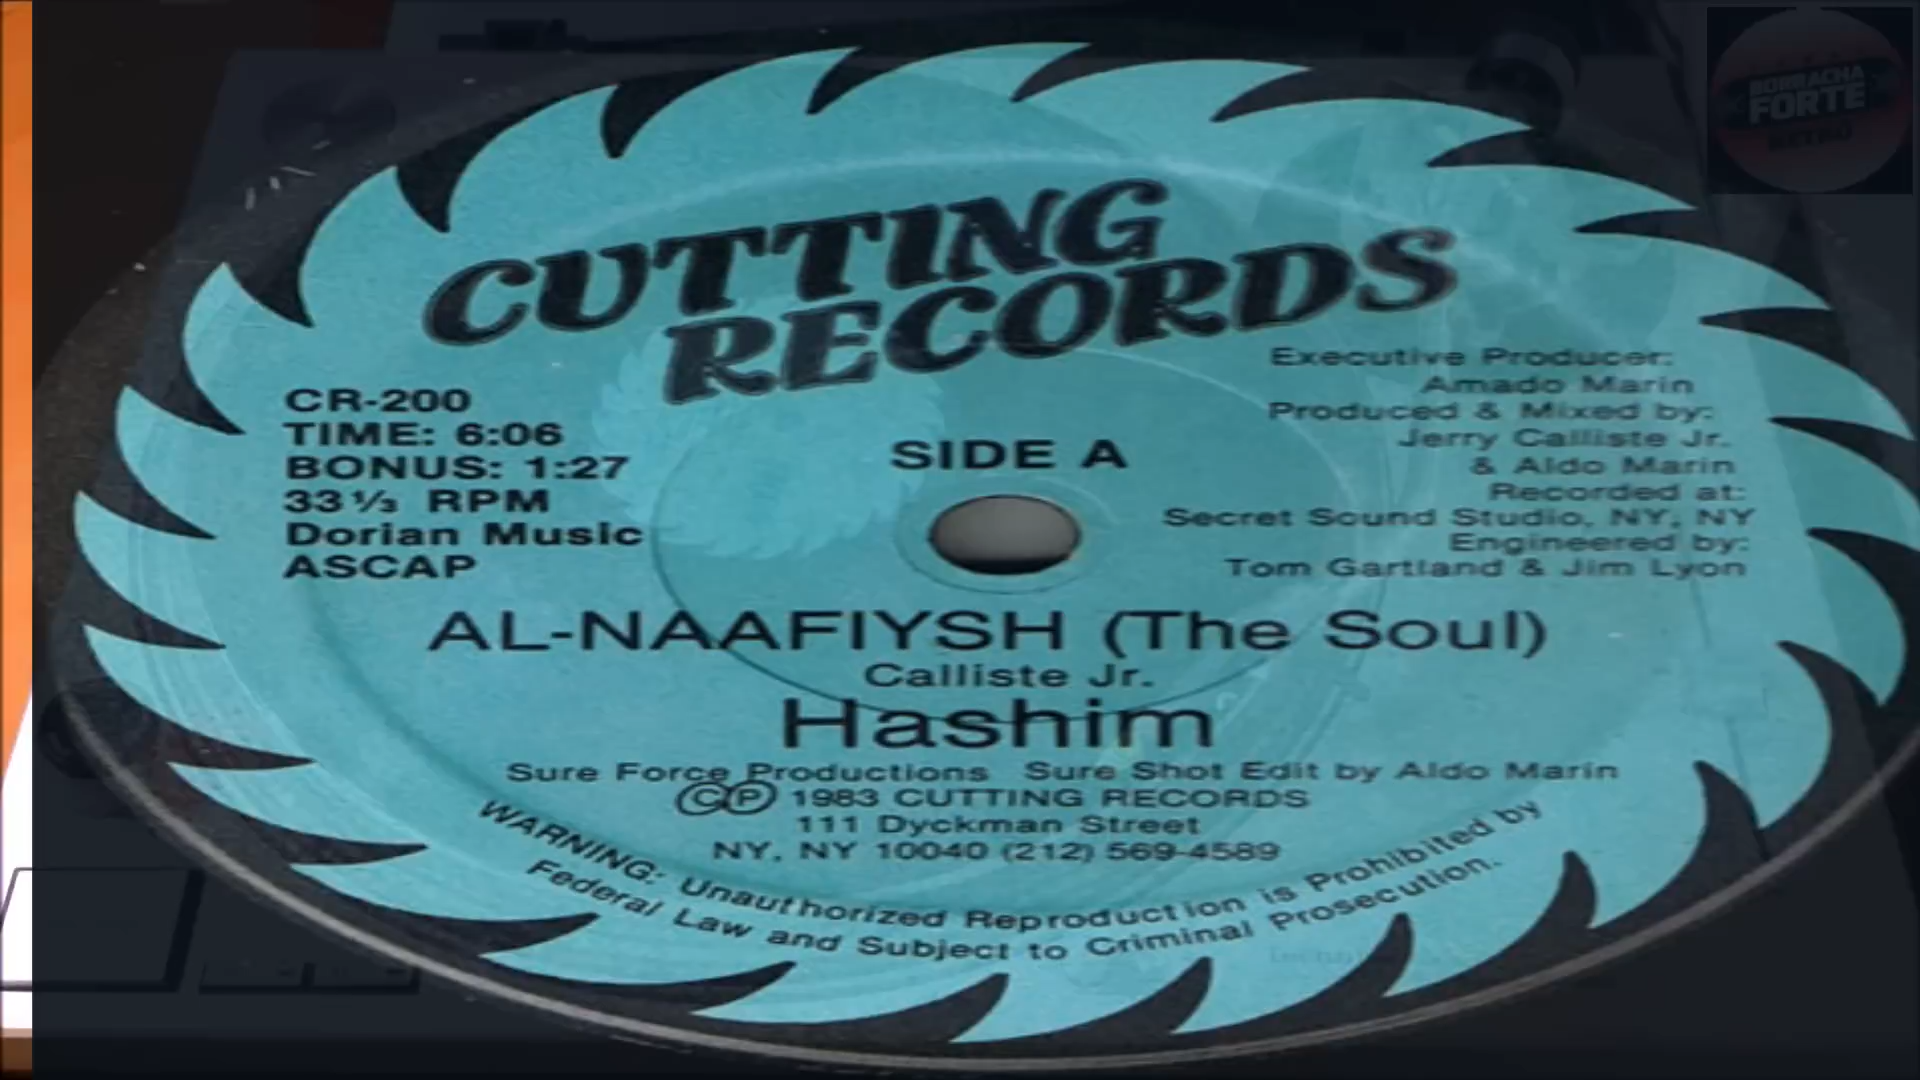 BORRACHA
FORTE
RETRÔ
CUTTING
RECORDS
CR-200
TIME: 6:06
BONUS: 1:27
33⅓ RPM
Dorian Music
ASCAP
SIDE A
Executive Producer:
Amado Marin
Produced & Mixed by:
Jerry Calliste Jr.
& Aldo Marin
Recorded at:
Secret Sound Studio, NY, NY
Engineered by:
Tom Gartland & Jim Lyon
AL-NAAFIYSH (The Soul)
Calliste Jr.
Hashim
Sure Force Productions Sure Shot Edit by Aldo Marin
©℗ 1983 CUTTING RECORDS
111 Dyckman Street
NY, NY 10040 (212) 569-4589
WARNING: Unauthorized Reproduction is Prohibited by
Federal Law and Subject to Criminal Prosecution.